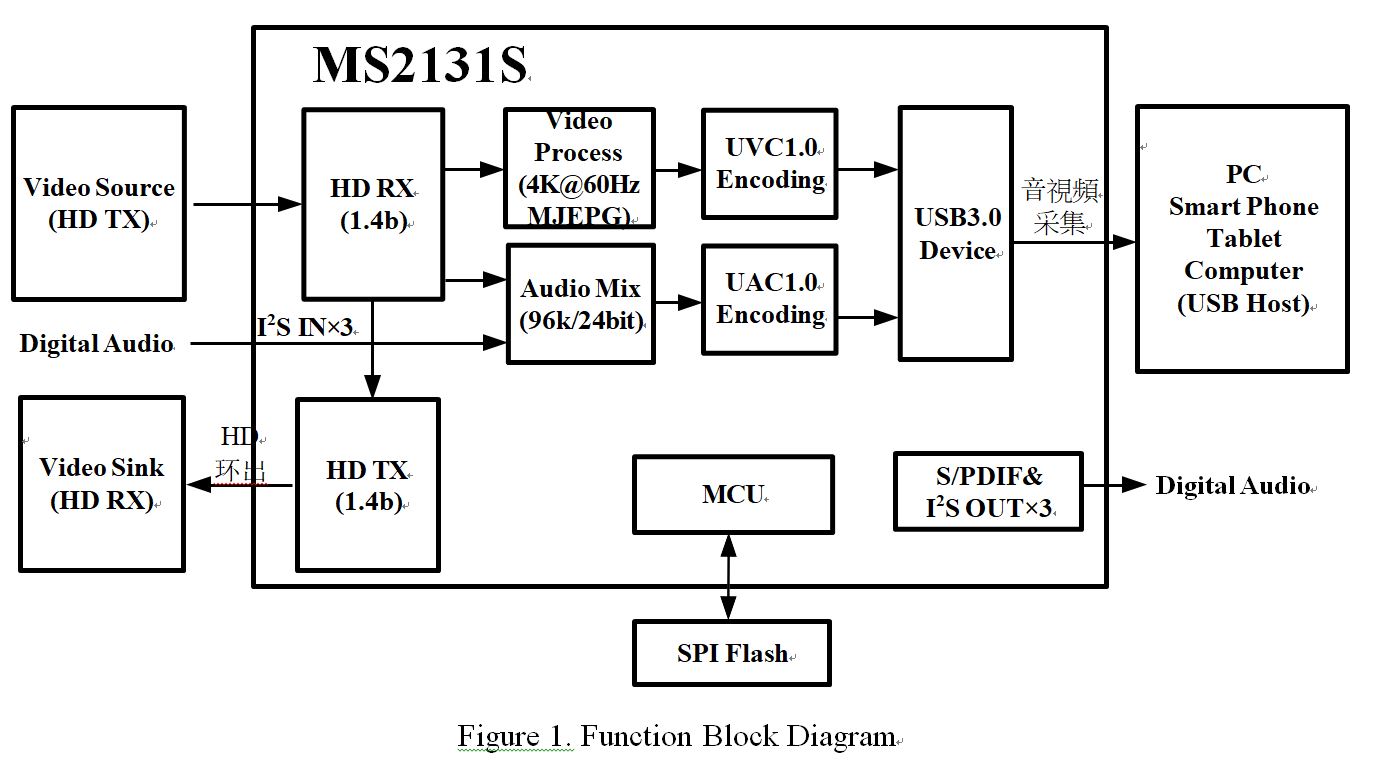 MS2131S
Video Source
(HD TX)
HD RX
(1.4b)
Video
Process
(4K@60Hz
MJEPG)
UVC1.0
Encoding
USB3.0
Device
音視頻
采集
PC
Smart Phone
Tablet
Computer
(USB Host)
Audio Mix
(96k/24bit)
UAC1.0
Encoding
I²S IN×3
Digital Audio
Video Sink
(HD RX)
HD
环出
HD TX
(1.4b)
MCU
S/PDIF&
I²S OUT×3
Digital Audio
SPI Flash
Figure 1. Function Block Diagram